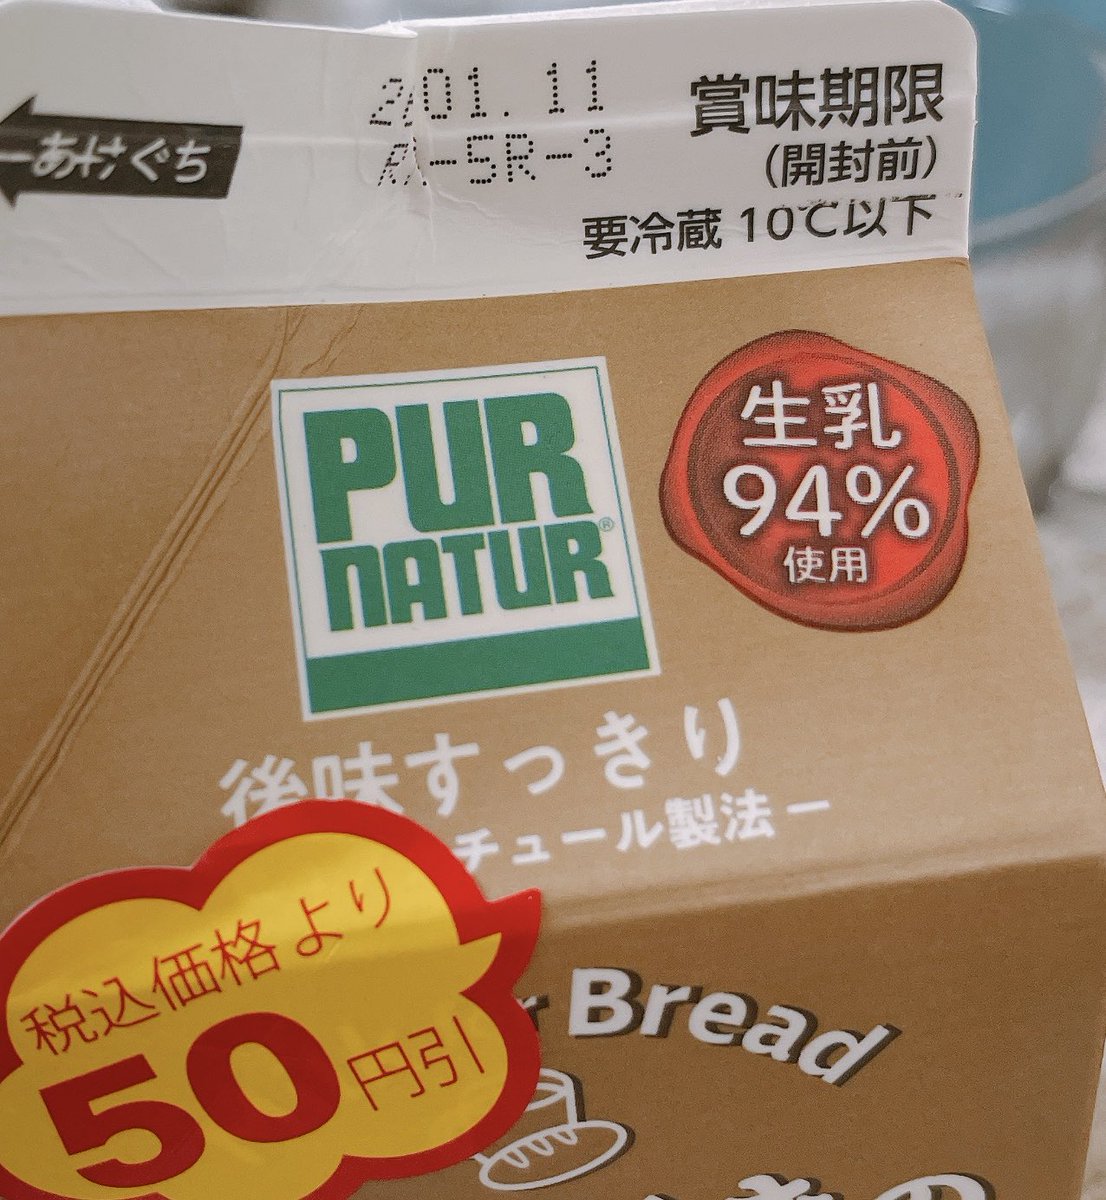 あけぐち
01.11
-5R-3
賞味期限
(開封前)
要冷蔵 10℃以下
PUR
NATUR®
生乳
94%
使用
後味すっきり
チュール製法ー
税込価格より
50円引
Bread